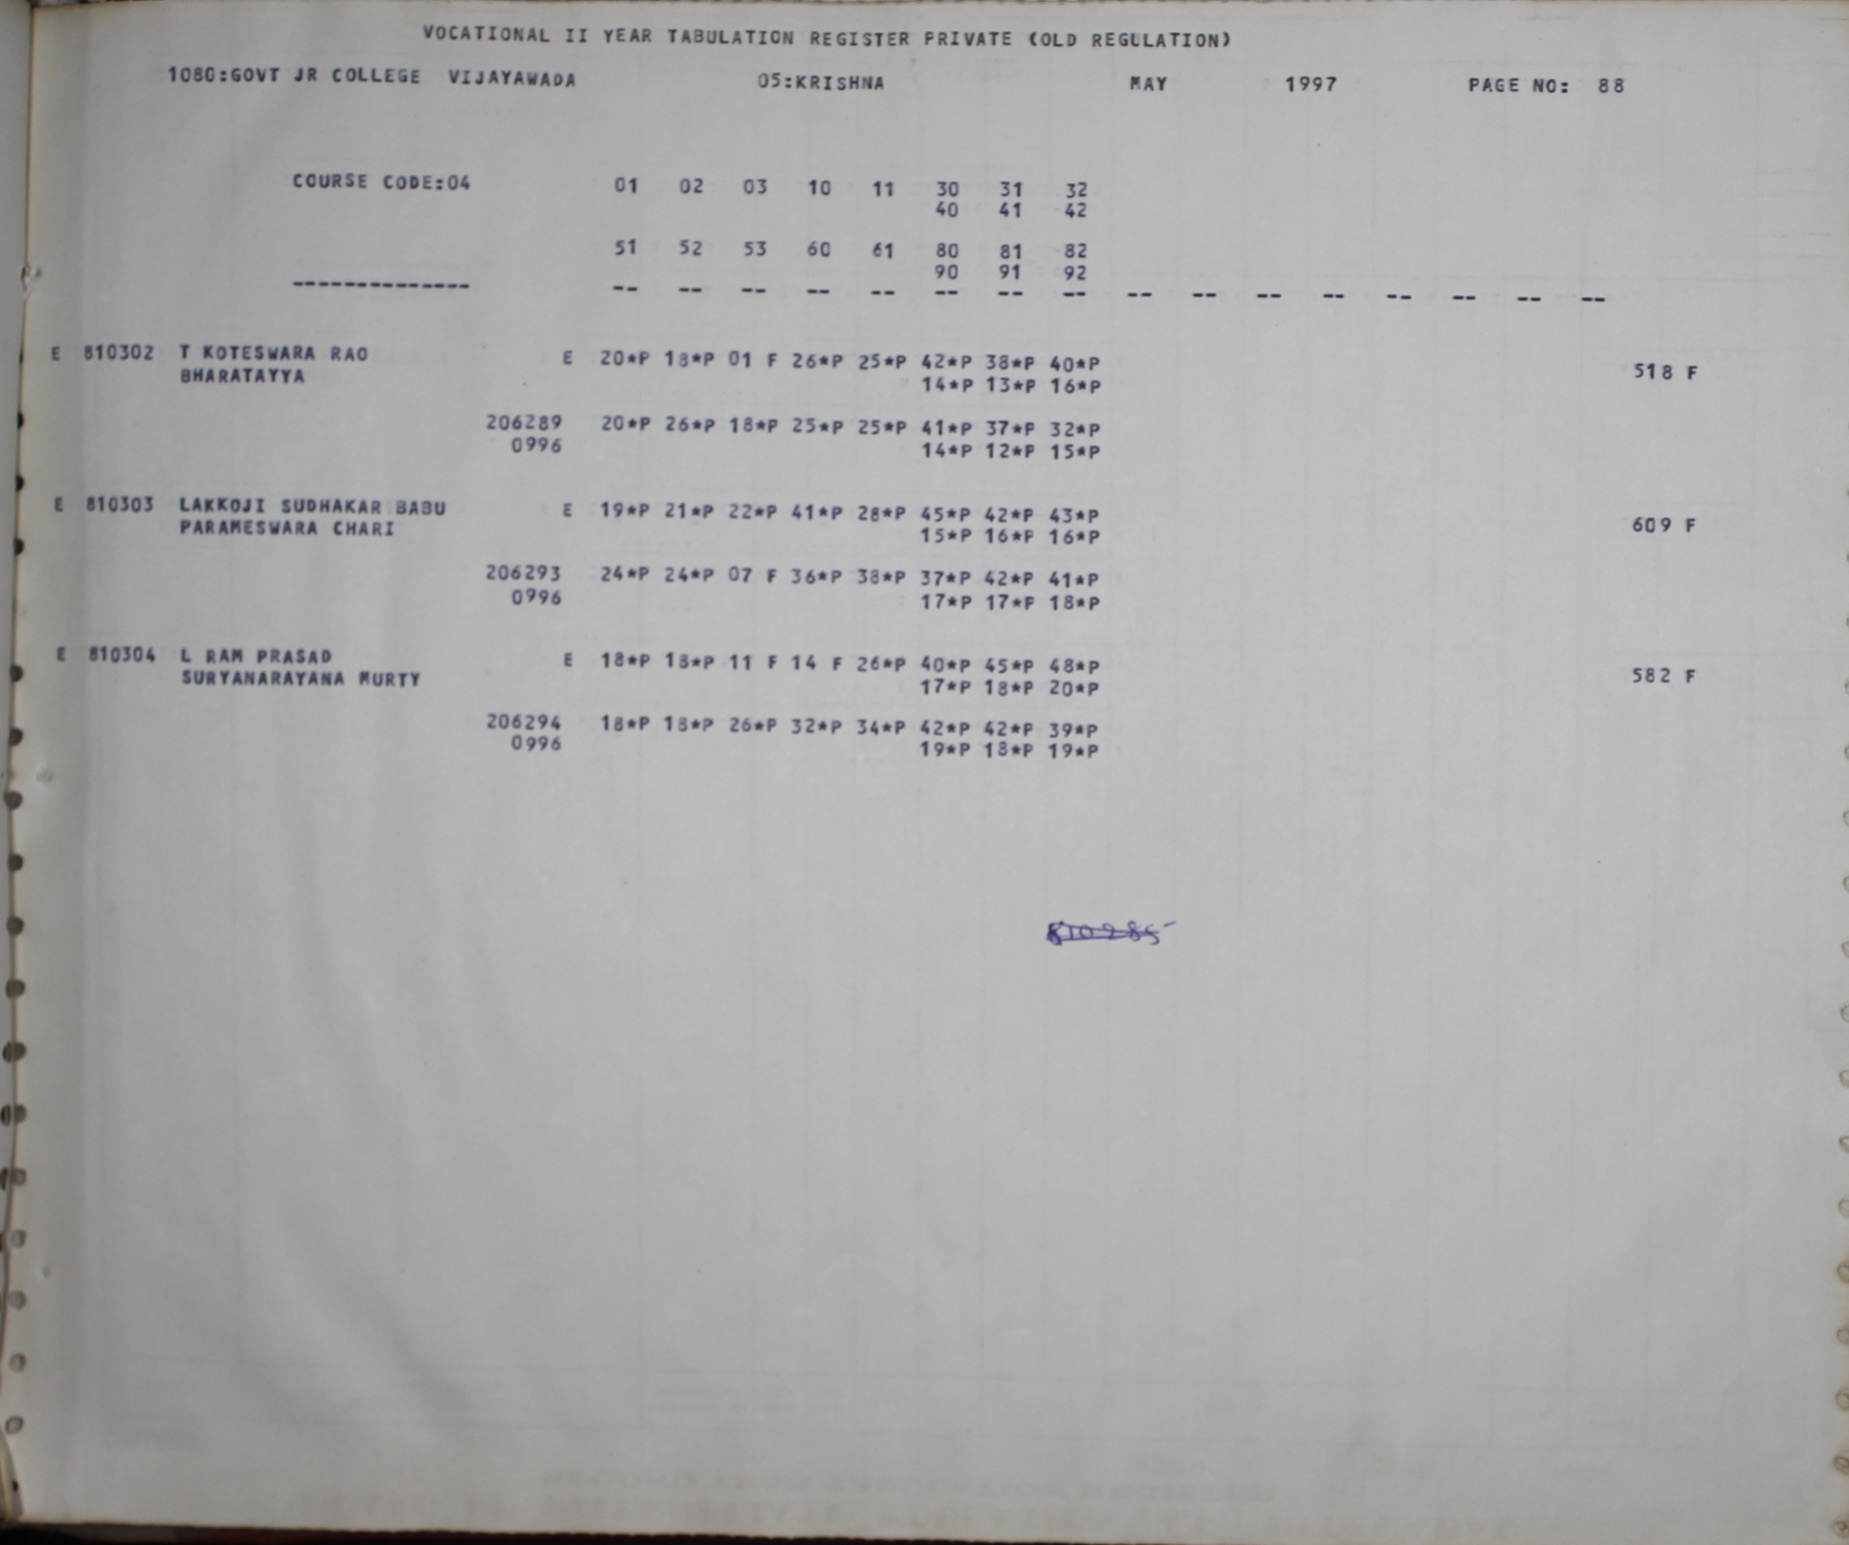 VOCATIONAL II YEAR TABULATION REGISTER PRIVATE (OLD REGULATION)
1080:GOVT JR COLLEGE VIJAYAWADA 05:KRISHNA MAY 1997 PAGE NO: 88
COURSE CODE:04 01 02 03 10 11 30 31 32
40 41 42
51 52 53 60 61 80 81 82
90 91 92
-------------- -- -- -- -- -- -- -- -- -- -- -- -- -- -- -- --
E 810302 T KOTESWARA RAO E 20*P 18*P 01 F 26*P 25*P 42*P 38*P 40*P 518 F
BHARATAYYA 14*P 13*P 16*P
206289 20*P 26*P 18*P 25*P 25*P 41*P 37*P 32*P
0996 14*P 12*P 15*P
E 810303 LAKKOJI SUDHAKAR BABU E 19*P 21*P 22*P 41*P 28*P 45*P 42*P 43*P 609 F
PARAMESWARA CHARI 15*P 16*P 16*P
206293 24*P 24*P 07 F 36*P 38*P 37*P 42*P 41*P
0996 17*P 17*P 18*P
E 810304 L RAM PRASAD E 18*P 18*P 11 F 14 F 26*P 40*P 45*P 48*P 582 F
SURYANARAYANA MURTY 17*P 18*P 20*P
206294 18*P 18*P 26*P 32*P 34*P 42*P 42*P 39*P
0996 19*P 18*P 19*P
810285